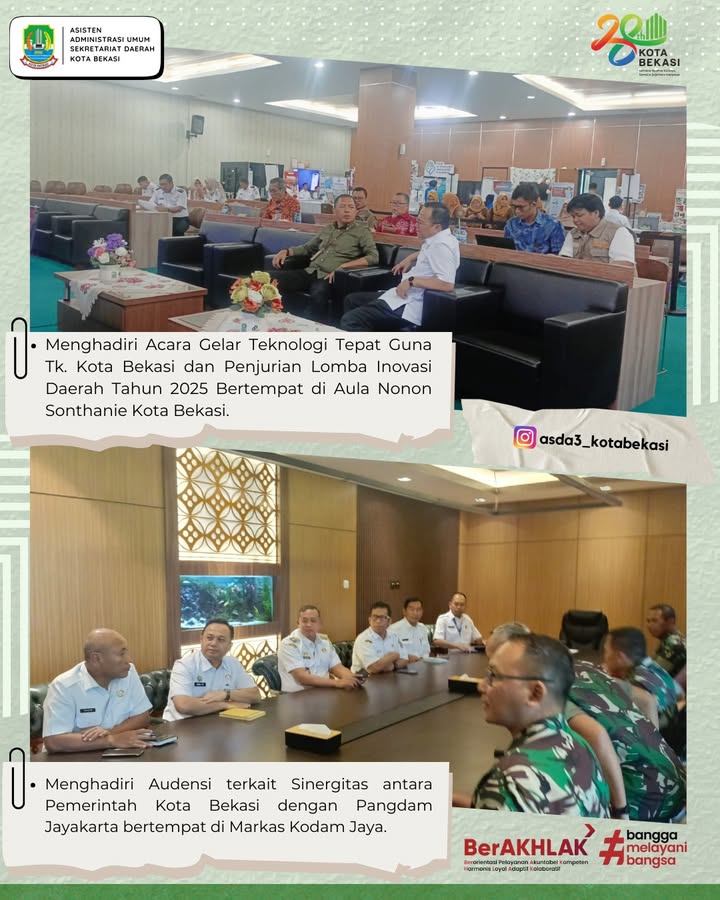 ASISTEN
ADMINISTRASI UMUM
SEKRETARIAT DAERAH
KOTA BEKASI
28th
KOTA
BEKASI
• Menghadiri Acara Gelar Teknologi Tepat Guna
Tk. Kota Bekasi dan Penjurian Lomba Inovasi
Daerah Tahun 2025 Bertempat di Aula Nonon
Sonthanie Kota Bekasi.
asda3_kotabekasi
• Menghadiri Audensi terkait Sinergitas antara
Pemerintah Kota Bekasi dengan Pangdam
Jayakarta bertempat di Markas Kodam Jaya.
BerAKHLAK
Berorientasi Pelayanan Akuntabel Kompeten
Harmonis Loyal Adaptif Kolaboratif
#bangga
melayani
bangsa